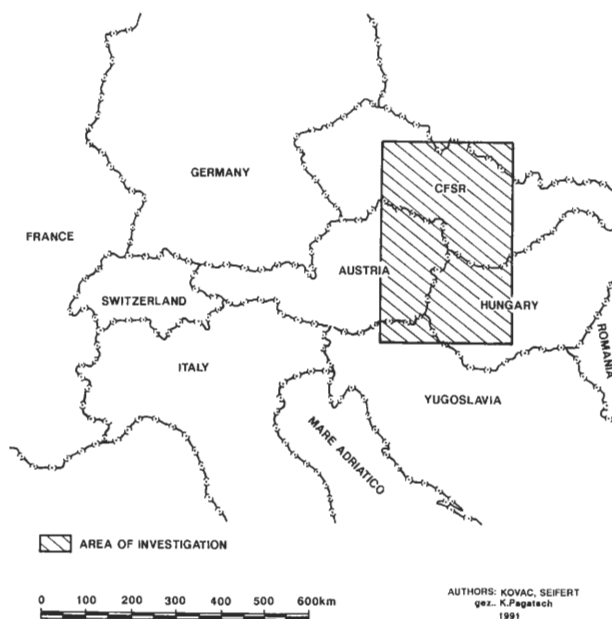 GERMANY
CFSR
FRANCE
AUSTRIA
SWITZERLAND
HUNGARY
ROMANIA
ITALY
YUGOSLAVIA
MARE ADRIATICO
AREA OF INVESTIGATION
0 100 200 300 400 500 600km
AUTHORS: KOVAC, SEIFERT
gez.. K.Pagatsch
1991